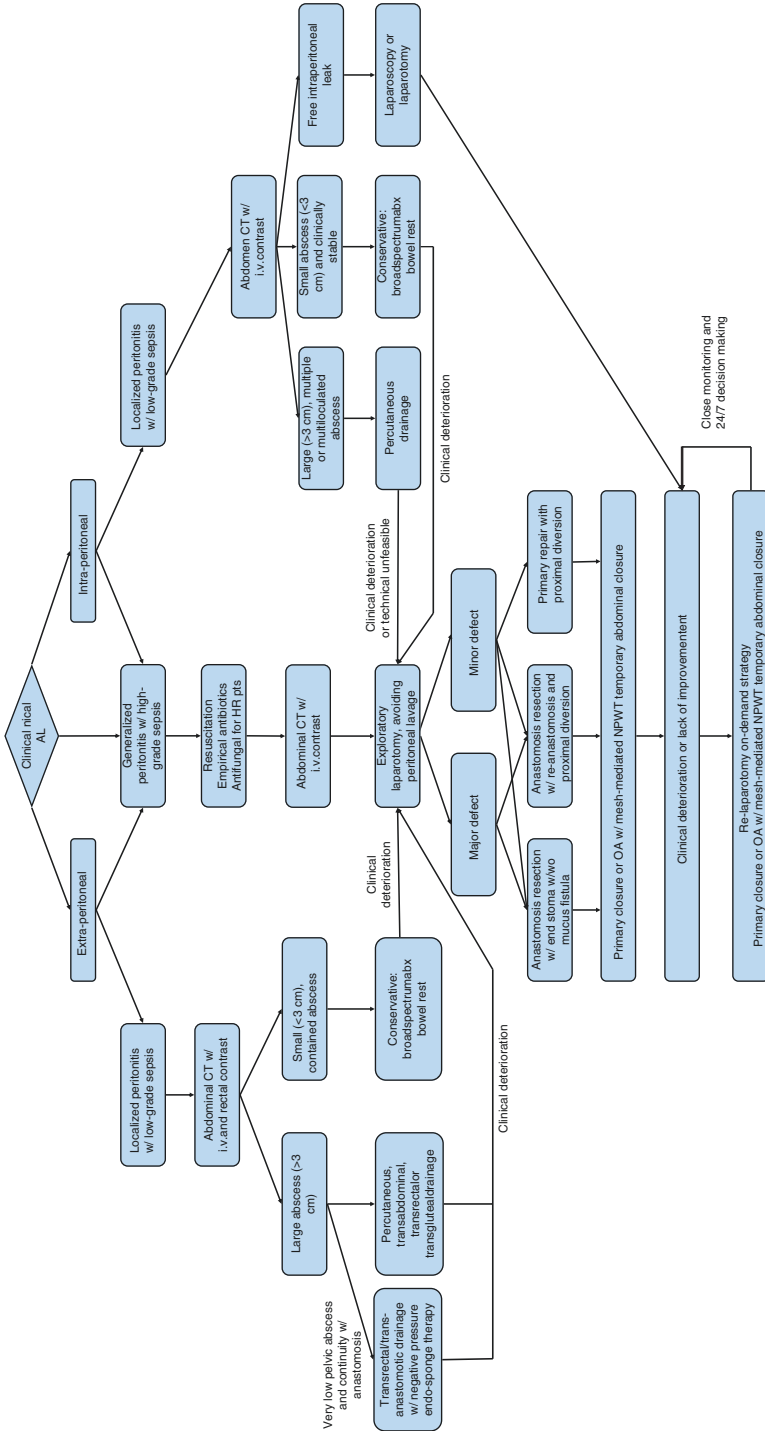 Clinical nical
AL
Extra-peritoneal
Intra-peritoneal
Localized peritonitis
w/ low-grade sepsis
Generalized
peritonitis w/ high-
grade sepsis
Localized peritonitis
w/ low-grade sepsis
Abdominal CT w/
i.v.and rectal contrast
Resuscitation
Empirical antibiotics
Antifungal for HR pts
Abdomen CT w/
i.v.contrast
Large abscess (>3
cm)
Small (<3 cm),
contained abscess
Abdominal CT w/
i.v.contrast
Large (>3 cm), multiple
or multiloculated
abscess
Small abscess (<3
cm) and clinically
stable
Free intraperitoneal
leak
Very low pelvic abscess
and continuity w/
anastomosis
Transrectal/trans-
anastomotic drainage
w/ negative pressure
endo-sponge therapy
Percutaneous,
transabdominal,
transrectalor
transglutealdrainage
Conservative:
broadspectrumabx
bowel rest
Exploratory
laparotomy, avoiding
peritoneal lavage
Percutaneous
drainage
Conservative:
broadspectrumabx
bowel rest
Laparoscopy or
laparotomy
Clinical
deterioration
Clinical deterioration
or technical unfeasible
Clinical deterioration
Clinical deterioration
Major defect
Minor defect
Anastomosis resection
w/ end stoma w/wo
mucus fistula
Anastomosis resection
w/ re-anastomosis and
proximal diversion
Primary repair with
proximal diversion
Primary closure or OA w/ mesh-mediated NPWT temporary abdominal closure
Clinical deterioration or lack of improvement
Close monitoring and
24/7 decision making
Re-laparotomy on-demand strategy
Primary closure or OA w/ mesh-mediated NPWT temporary abdominal closure